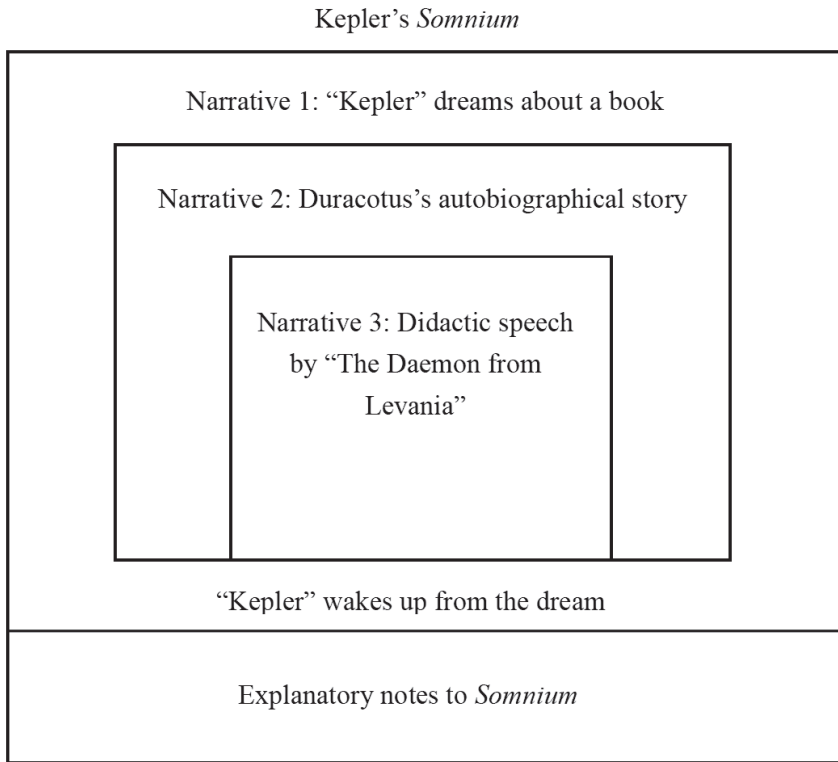 Kepler’s Somnium
Narrative 1: “Kepler” dreams about a book
Narrative 2: Duracotus’s autobiographical story
Narrative 3: Didactic speech
by “The Daemon from
Levania”
“Kepler” wakes up from the dream
Explanatory notes to Somnium